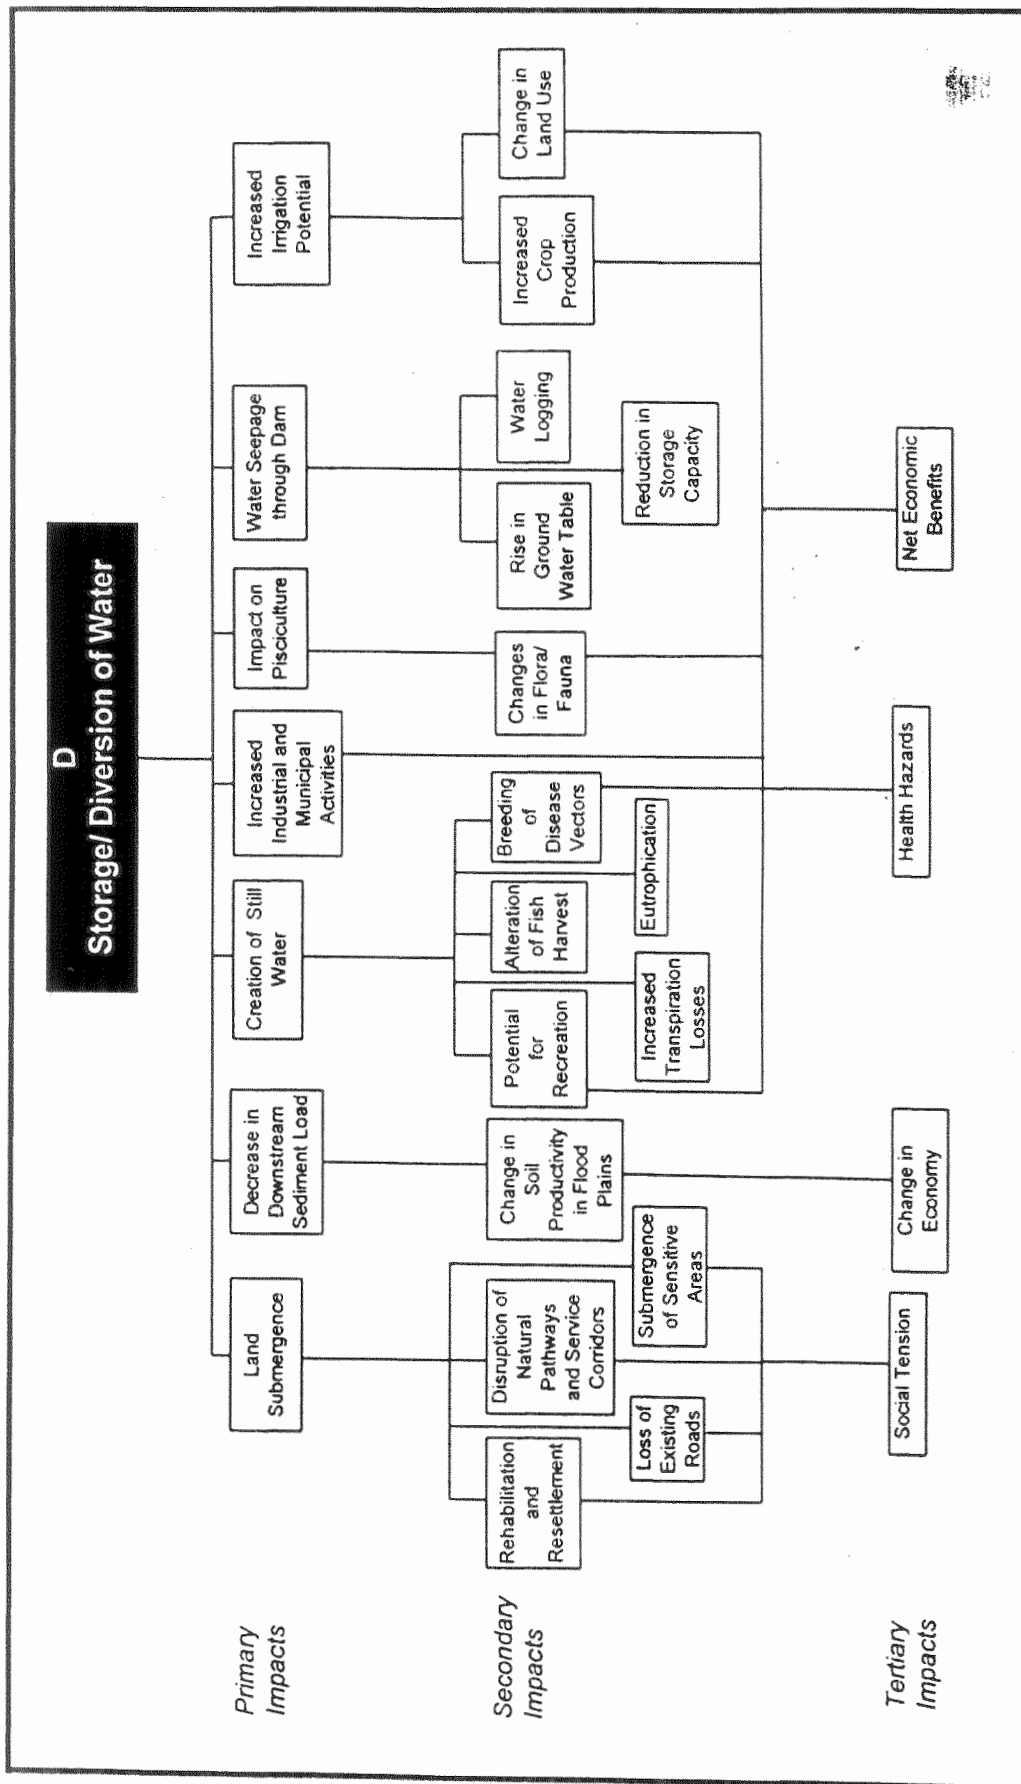 D
Storage/ Diversion of Water
Primary
Impacts
Land
Submergence
Decrease in
Downstream
Sediment Load
Creation of Still
Water
Increased
Industrial and
Municipal
Activities
Impact on
Pisciculture
Water Seepage
through Dam
Increased
Irrigation
Potential
Secondary
Impacts
Rehabilitation
and
Resettlement
Loss of
Existing
Roads
Disruption of
Natural
Pathways
and Service
Corridors
Submergence
of Sensitive
Areas
Change in
Soil
Productivity
in Flood
Plains
Potential
for
Recreation
Increased
Transpiration
Losses
Alteration
of Fish
Harvest
Eutrophication
Breeding
of
Disease
Vectors
Changes
in Flora/
Fauna
Rise in
Ground
Water Table
Reduction in
Storage
Capacity
Water
Logging
Increased
Crop
Production
Change in
Land Use
Tertiary
Impacts
Social Tension
Change in
Economy
Health Hazards
Net Economic
Benefits